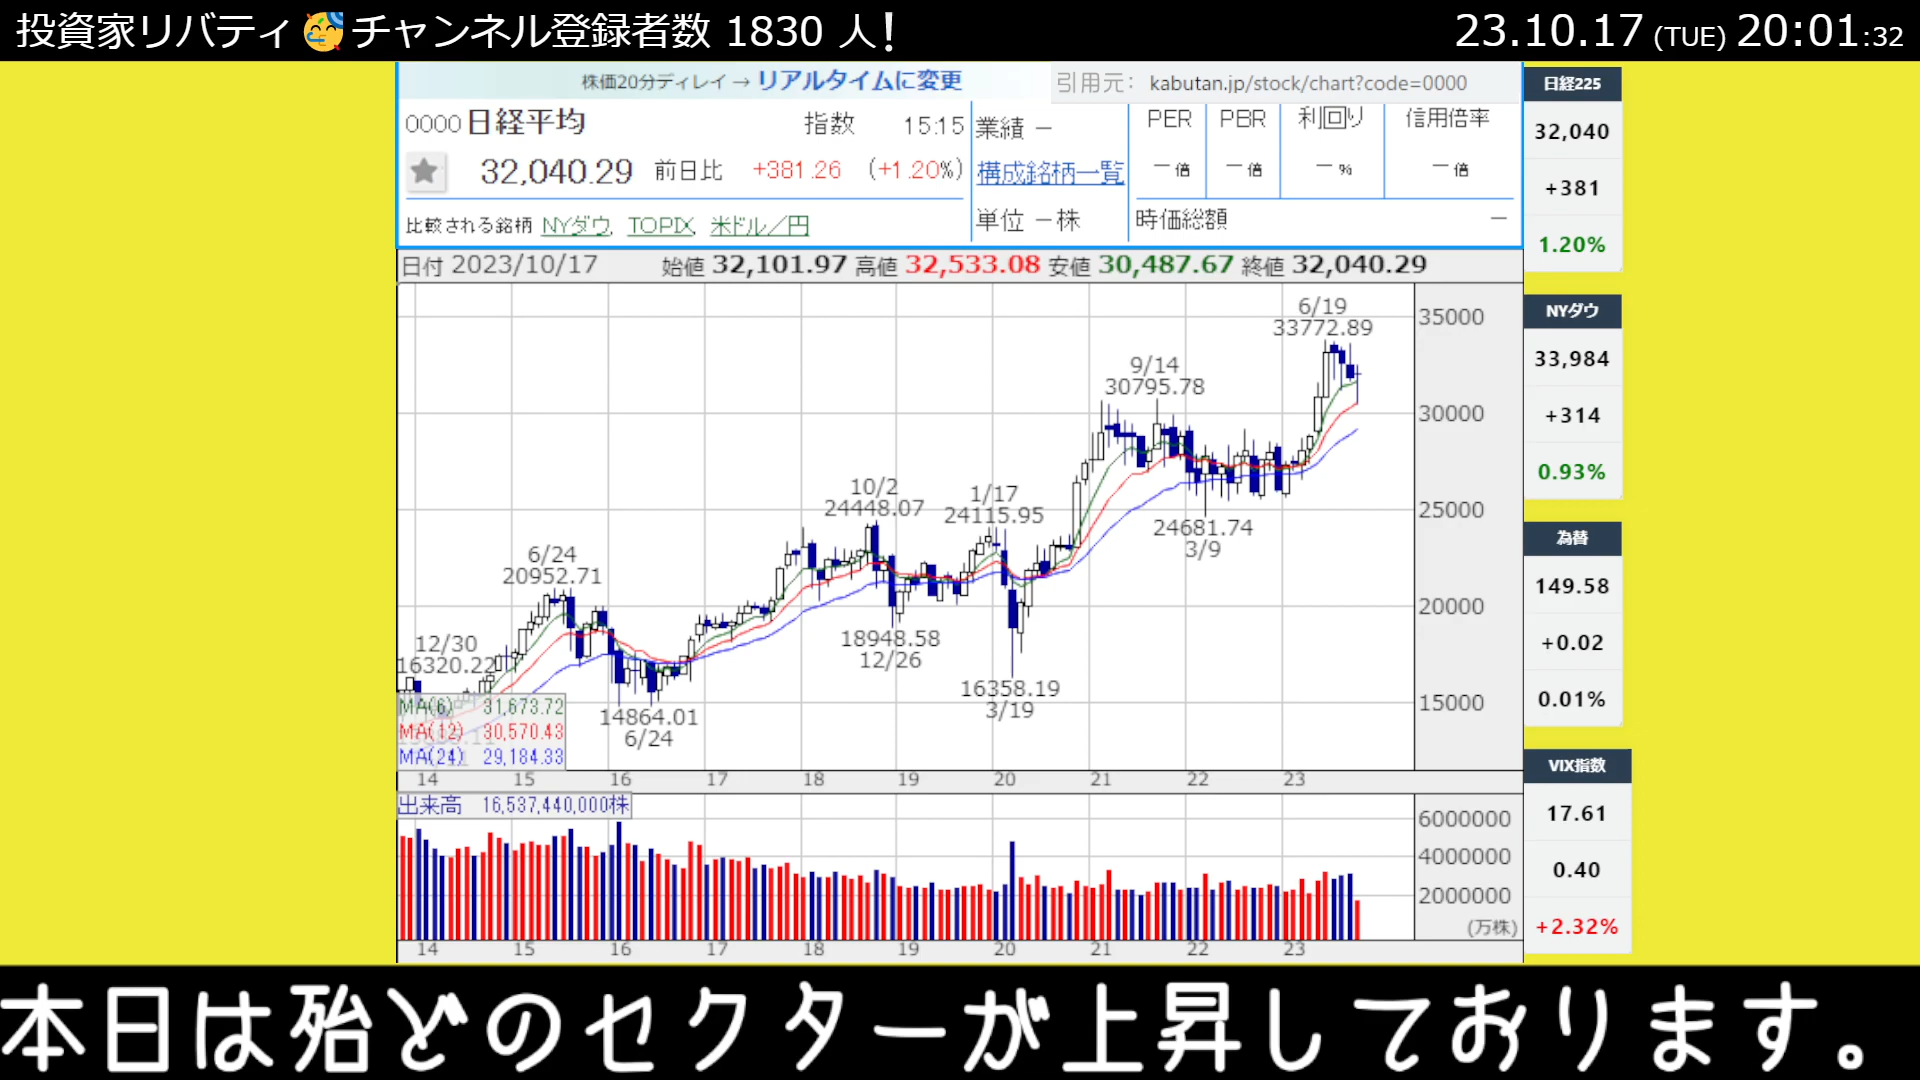 投資家リバティ🥳チャンネル登録者数 1830 人!
23.10.17 (TUE) 20:01:32
株価20分ディレイ → リアルタイムに変更
引用元: kabutan.jp/stock/chart?code=0000
0000 日経平均 指数 15:15
32,040.29 前日比 +381.26 (+1.20%)
比較される銘柄 NYダウ, TOPIX, 米ドル/円
業績 −
構成銘柄一覧
単位 − 株
PER PBR 利回り 信用倍率
−倍 −倍 −% −倍
時価総額 −
日付 2023/10/17 始値 32,101.97 高値 32,533.08 安値 30,487.67 終値 32,040.29
6/19
33772.89
9/14
30795.78
10/2
24448.07
1/17
24115.95
24681.74
3/9
6/24
20952.71
12/30
16320.22
18948.58
12/26
16358.19
3/19
14864.01
6/24
35000
30000
25000
20000
15000
MA(6) 31,673.72
MA(12) 30,570.43
MA(24) 29,184.33
14 15 16 17 18 19 20 21 22 23
出来高 16,537,440,000株
6000000
4000000
2000000
(万株)
14 15 16 17 18 19 20 21 22 23
日経225
32,040
+381
1.20%
NYダウ
33,984
+314
0.93%
為替
149.58
+0.02
0.01%
VIX指数
17.61
0.40
+2.32%
本日は殆どのセクターが上昇しております。